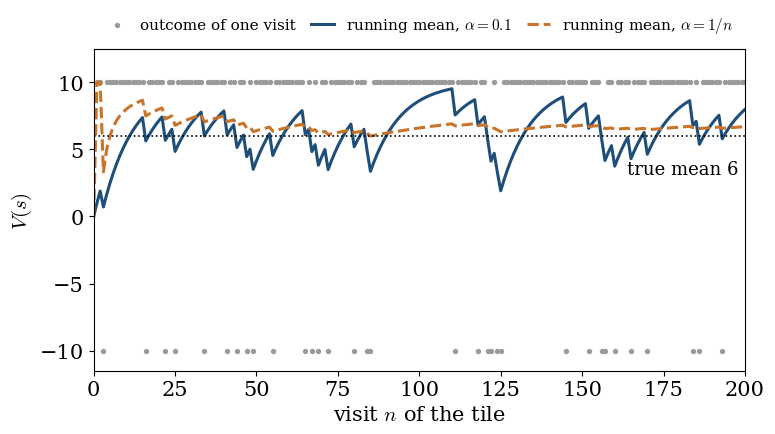 outcome of one visit running mean, α = 0.1 running mean, α = 1/n
10
5
0
−5
−10
V(s)
true mean 6
0 25 50 75 100 125 150 175 200
visit n of the tile